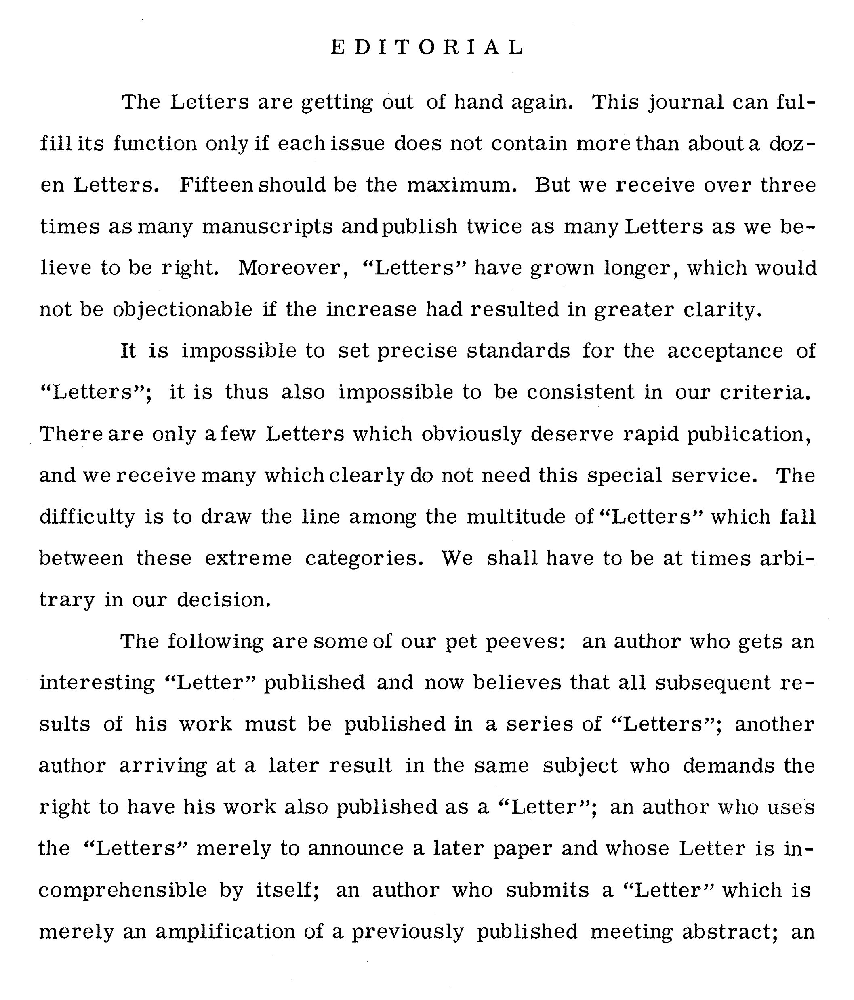 EDITORIAL
The Letters are getting out of hand again. This journal can ful-
fill its function only if each issue does not contain more than about a doz-
en Letters. Fifteen should be the maximum. But we receive over three
times as many manuscripts and publish twice as many Letters as we be-
lieve to be right. Moreover, “Letters” have grown longer, which would
not be objectionable if the increase had resulted in greater clarity.
It is impossible to set precise standards for the acceptance of
“Letters”; it is thus also impossible to be consistent in our criteria.
There are only a few Letters which obviously deserve rapid publication,
and we receive many which clearly do not need this special service. The
difficulty is to draw the line among the multitude of “Letters” which fall
between these extreme categories. We shall have to be at times arbi-
trary in our decision.
The following are some of our pet peeves: an author who gets an
interesting “Letter” published and now believes that all subsequent re-
sults of his work must be published in a series of “Letters”; another
author arriving at a later result in the same subject who demands the
right to have his work also published as a “Letter”; an author who uses
the “Letters” merely to announce a later paper and whose Letter is in-
comprehensible by itself; an author who submits a “Letter” which is
merely an amplification of a previously published meeting abstract; an